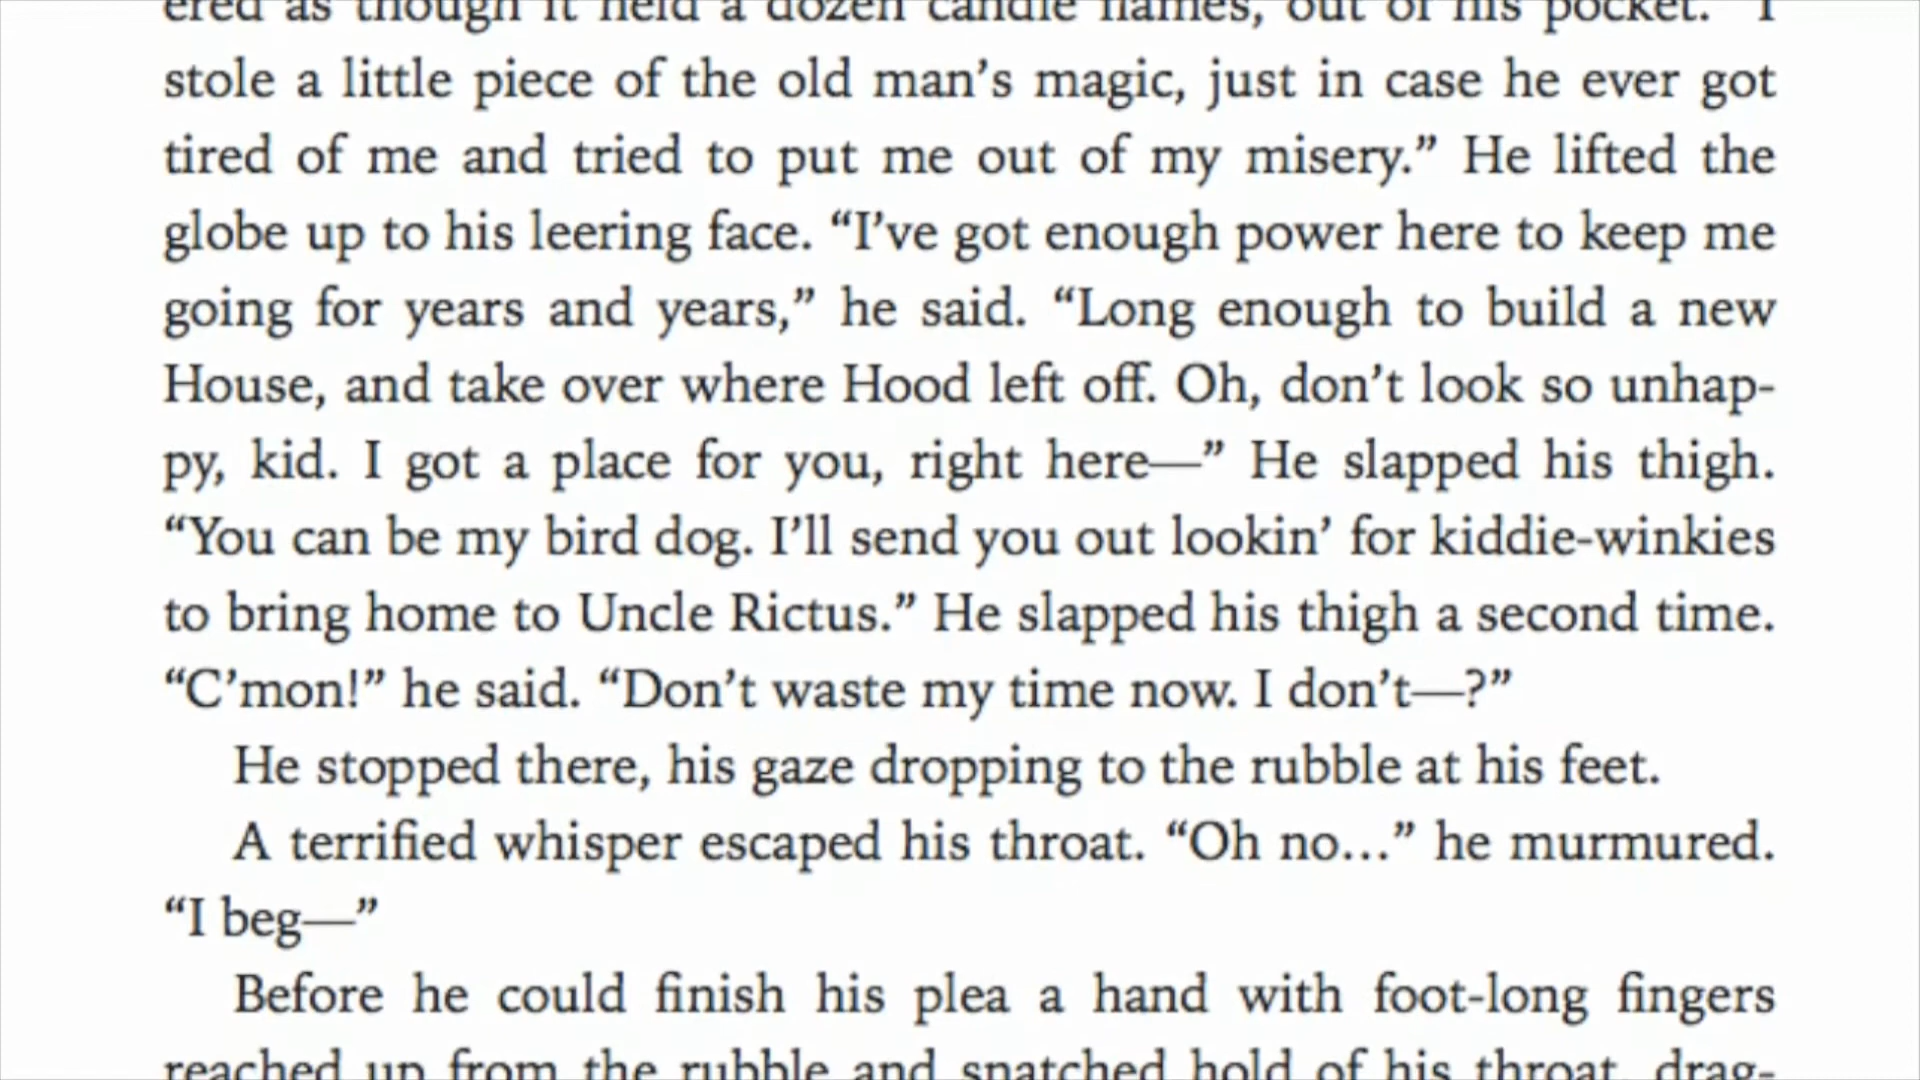 ered as though it held a dozen candle flames, out of his pocket. “I
stole a little piece of the old man’s magic, just in case he ever got
tired of me and tried to put me out of my misery.” He lifted the
globe up to his leering face. “I’ve got enough power here to keep me
going for years and years,” he said. “Long enough to build a new
House, and take over where Hood left off. Oh, don’t look so unhap-
py, kid. I got a place for you, right here—” He slapped his thigh.
“You can be my bird dog. I’ll send you out lookin’ for kiddie-winkies
to bring home to Uncle Rictus.” He slapped his thigh a second time.
“C’mon!” he said. “Don’t waste my time now. I don’t—?”
He stopped there, his gaze dropping to the rubble at his feet.
A terrified whisper escaped his throat. “Oh no…” he murmured.
“I beg—”
Before he could finish his plea a hand with foot-long fingers
reached up from the rubble and snatched hold of his throat, drag-